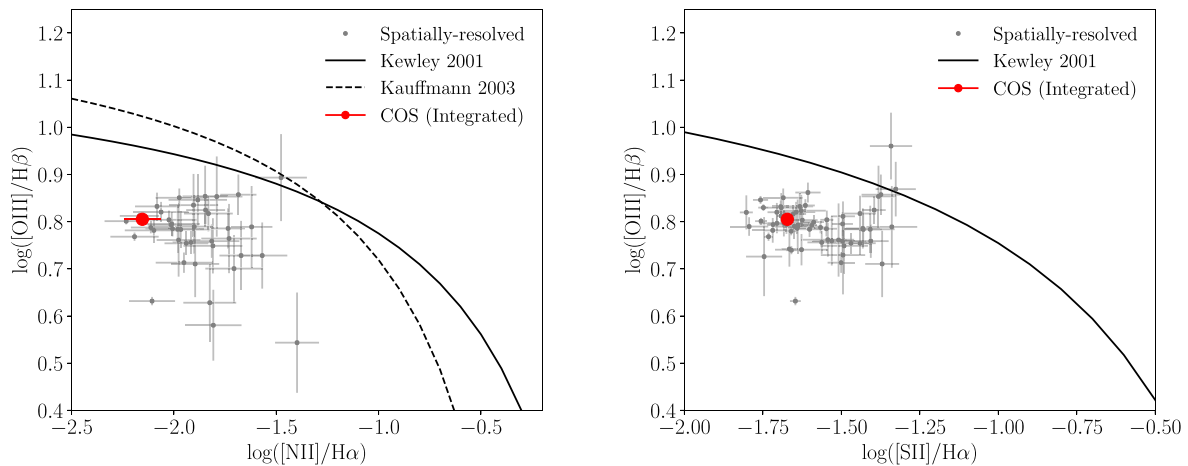 Spatially-resolved
Kewley 2001
Kauffmann 2003
COS (Integrated)
1.2
1.1
1.0
0.9
0.8
0.7
0.6
0.5
0.4
log([OIII]/Hβ)
−2.5 −2.0 −1.5 −1.0 −0.5
log([NII]/Hα)
Spatially-resolved
Kewley 2001
COS (Integrated)
1.2
1.1
1.0
0.9
0.8
0.7
0.6
0.5
0.4
log([OIII]/Hβ)
−2.00 −1.75 −1.50 −1.25 −1.00 −0.75 −0.50
log([SII]/Hα)